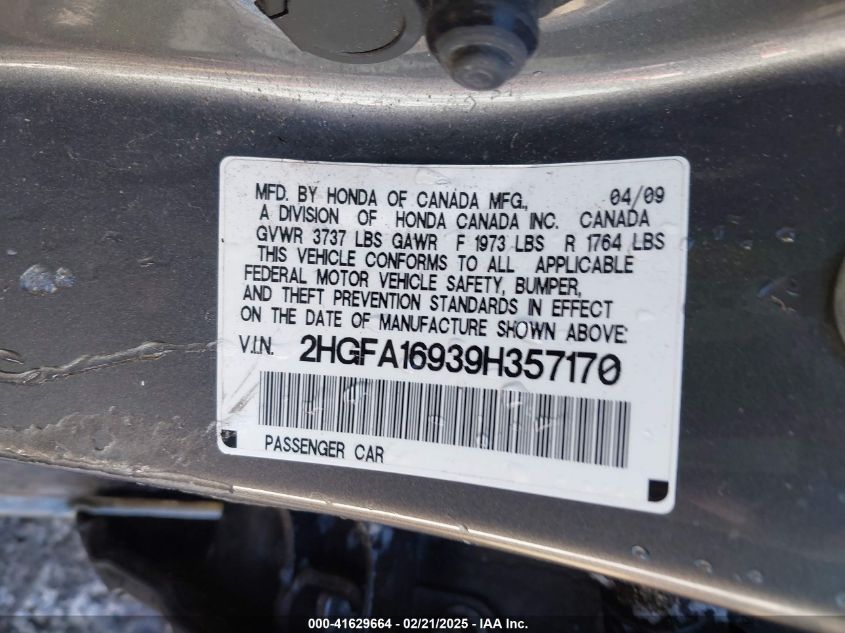 MFD. BY HONDA OF CANADA MFG., 04/09
A DIVISION OF HONDA CANADA INC. CANADA
GVWR 3737 LBS GAWR F 1973 LBS R 1764 LBS
THIS VEHICLE CONFORMS TO ALL APPLICABLE
FEDERAL MOTOR VEHICLE SAFETY, BUMPER,
AND THEFT PREVENTION STANDARDS IN EFFECT
ON THE DATE OF MANUFACTURE SHOWN ABOVE:
V.I.N. 2HGFA16939H357170
PASSENGER CAR
000-41629664 - 02/21/2025 - IAA Inc.